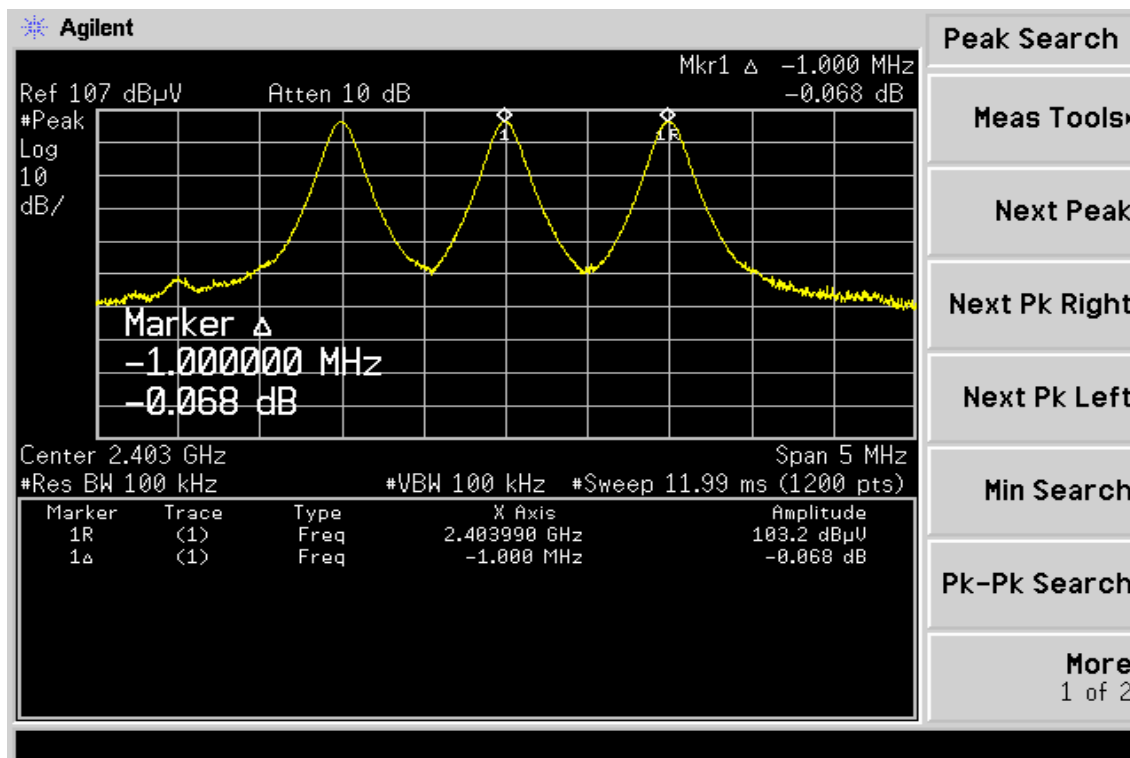 Agilent
Peak Search
Mkr1 Δ −1.000 MHz
Ref 107 dBµV Atten 10 dB −0.068 dB
#Peak
Log
10
dB/
1
1R
Marker Δ
−1.000000 MHz
−0.068 dB
Center 2.403 GHz Span 5 MHz
#Res BW 100 kHz #VBW 100 kHz #Sweep 11.99 ms (1200 pts)
Marker Trace Type X Axis Amplitude
1R (1) Freq 2.403990 GHz 103.2 dBµV
1Δ (1) Freq −1.000 MHz −0.068 dB
Meas Tools
Next Peak
Next Pk Right
Next Pk Left
Min Search
Pk−Pk Search
More
1 of 2